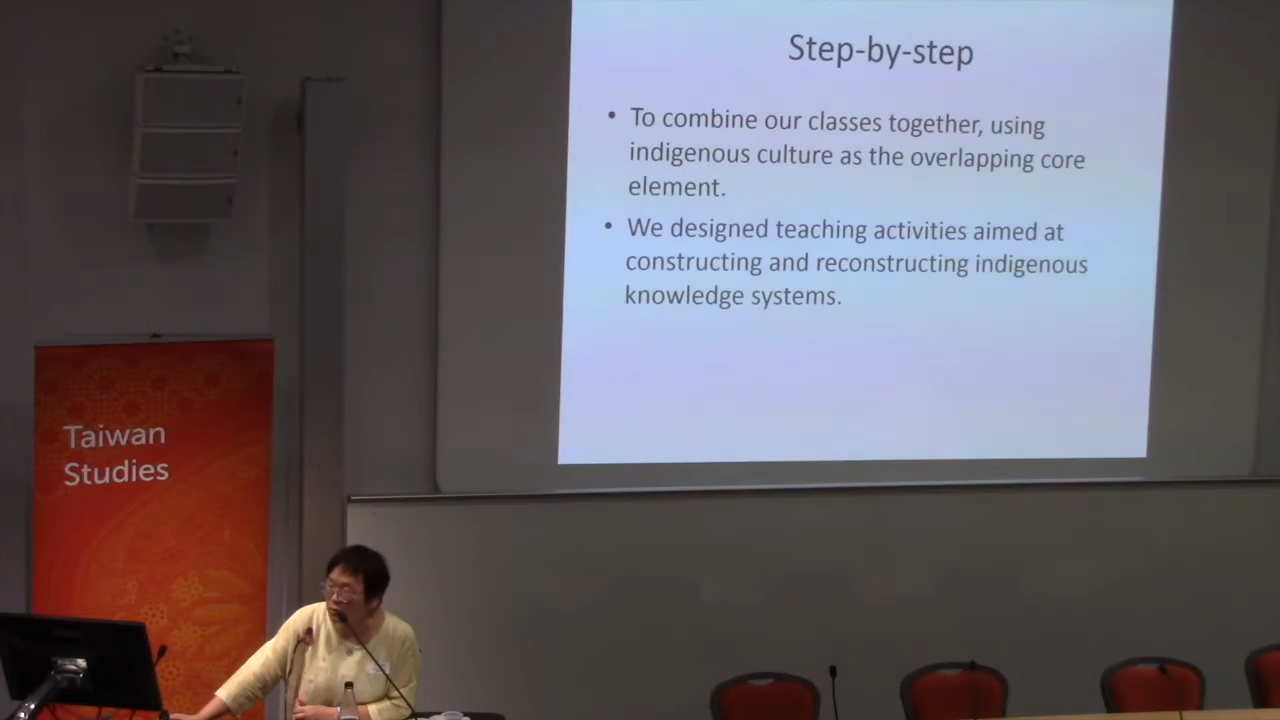 Step-by-step
• To combine our classes together, using
indigenous culture as the overlapping core
element.
• We designed teaching activities aimed at
constructing and reconstructing indigenous
knowledge systems.
Taiwan
Studies